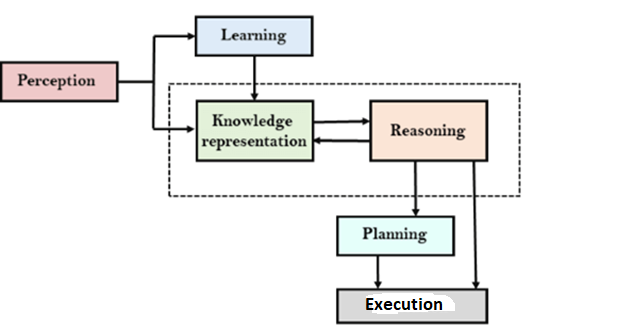 Learning
Perception
Knowledge
representation
Reasoning
Planning
Execution